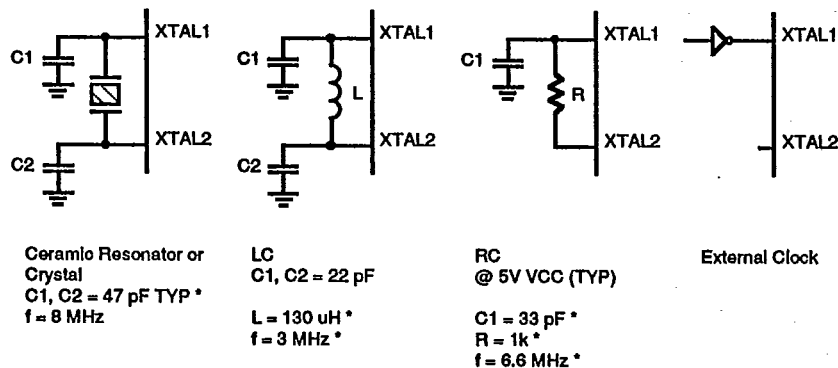 XTAL1
C1
XTAL2
C2
Ceramic Resonator or
Crystal
C1, C2 = 47 pF TYP *
f = 8 MHz
XTAL1
C1
L
XTAL2
C2
LC
C1, C2 = 22 pF
L = 130 uH *
f = 3 MHz *
XTAL1
C1
R
XTAL2
RC
@ 5V VCC (TYP)
C1 = 33 pF *
R = 1k *
f = 6.6 MHz *
XTAL1
XTAL2
External Clock